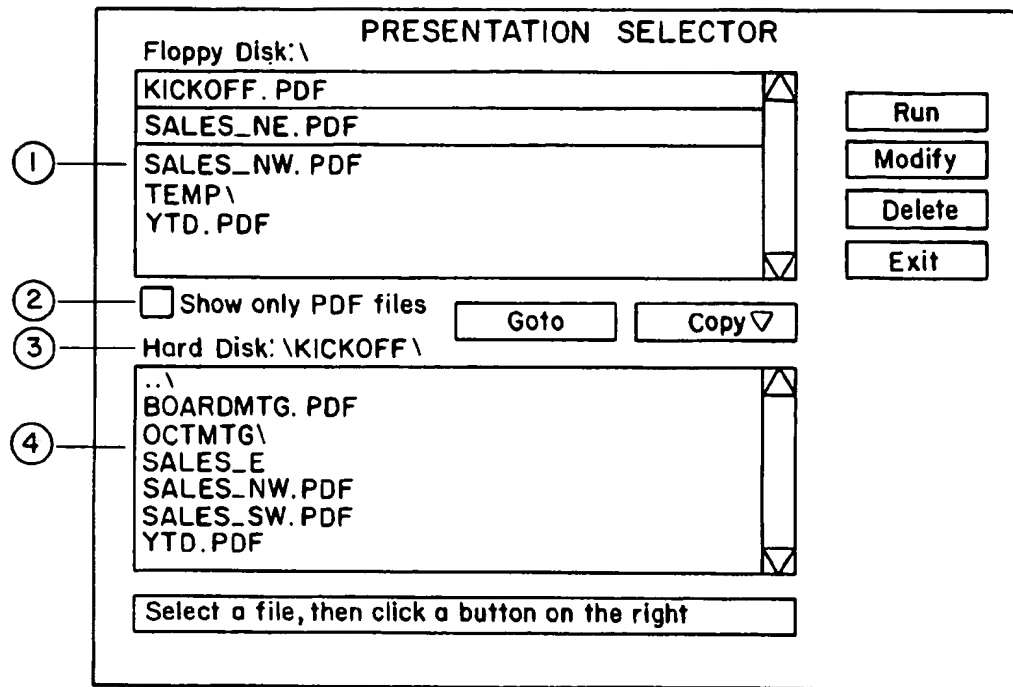 PRESENTATION SELECTOR
Floppy Disk:\
KICKOFF.PDF
SALES_NE.PDF
SALES_NW.PDF
TEMP\
YTD.PDF
Run
Modify
Delete
Exit
1
2
Show only PDF files
Goto
Copy
3
Hard Disk:\KICKOFF\
..\
BOARDMTG.PDF
4
OCTMTG\
SALES_E
SALES_NW.PDF
SALES_SW.PDF
YTD.PDF
Select a file, then click a button on the right